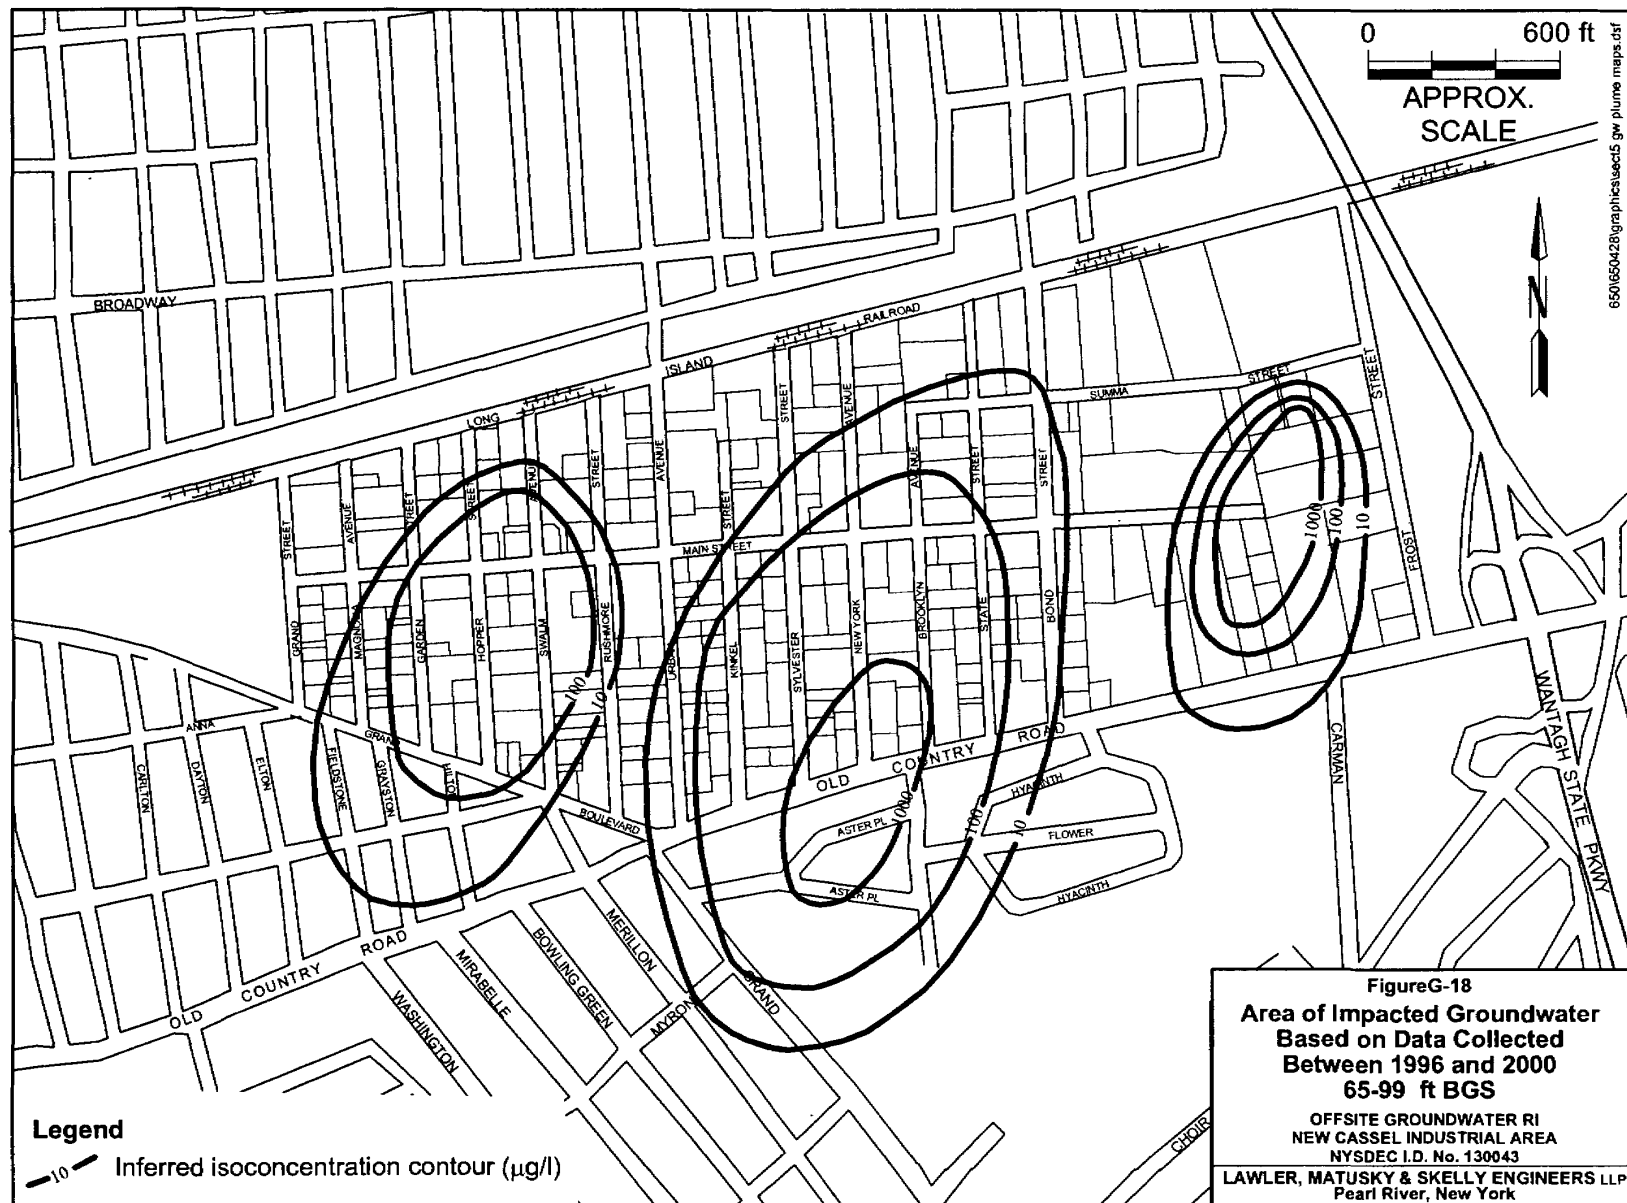 0 600 ft
APPROX.
SCALE
650\650428\graphics\sect5 gw plume maps.dsf
N
BROADWAY
LONG
ISLAND
RAILROAD
SUMMA
STREET
STREET
FROST
STREET
AVENUE
STREET
STREET
AVENUE
STREET
AVENUE
STREET
STREET
AVENUE
AVENUE
STREET
STREET
MAIN STREET
GRAND
MAGNOLIA
GARDEN
HOPPER
SWALM
RUSHMORE
URBAN
KINKEL
SYLVESTER
NEW YORK
BROOKLYN
STATE
BOND
1000
100
10
100
10
1000
100
10
ANNA
GRAND
BOULEVARD
CARLTON
DAYTON
ELTON
FIELDSTONE
GRAYSTON
HILTON
OLD COUNTRY ROAD
ASTER PL
ASTER PL
HYACINTH
FLOWER
HYACINTH
CARMAN
WANTAGH STATE PKWY
OLD COUNTRY ROAD
WASHINGTON
MIRABELLE
BOWLING GREEN
MERILLON
MYRON
GRAND
CHOIR
Legend
10 Inferred isoconcentration contour (µg/l)
FigureG-18
Area of Impacted Groundwater
Based on Data Collected
Between 1996 and 2000
65-99 ft BGS
OFFSITE GROUNDWATER RI
NEW CASSEL INDUSTRIAL AREA
NYSDEC I.D. No. 130043
LAWLER, MATUSKY & SKELLY ENGINEERS LLP
Pearl River, New York